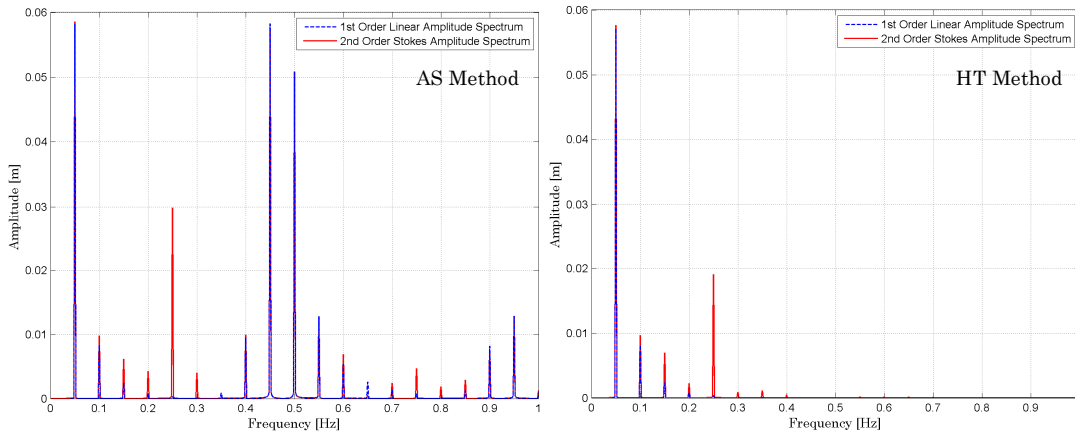 1st Order Linear Amplitude Spectrum
2nd Order Stokes Amplitude Spectrum
AS Method
Amplitude [m]
0.06
0.05
0.04
0.03
0.02
0.01
0
0 0.1 0.2 0.3 0.4 0.5 0.6 0.7 0.8 0.9 1
Frequency [Hz]
1st Order Linear Amplitude Spectrum
2nd Order Stokes Amplitude Spectrum
HT Method
Amplitude [m]
0.06
0.05
0.04
0.03
0.02
0.01
0
0 0.1 0.2 0.3 0.4 0.5 0.6 0.7 0.8 0.9 1
Frequency [Hz]